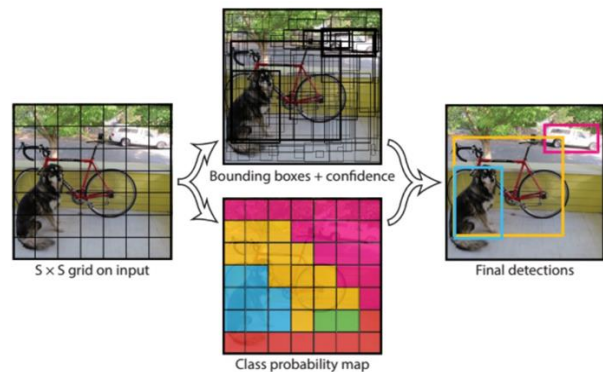 S × S grid on input
Bounding boxes + confidence
Class probability map
Final detections